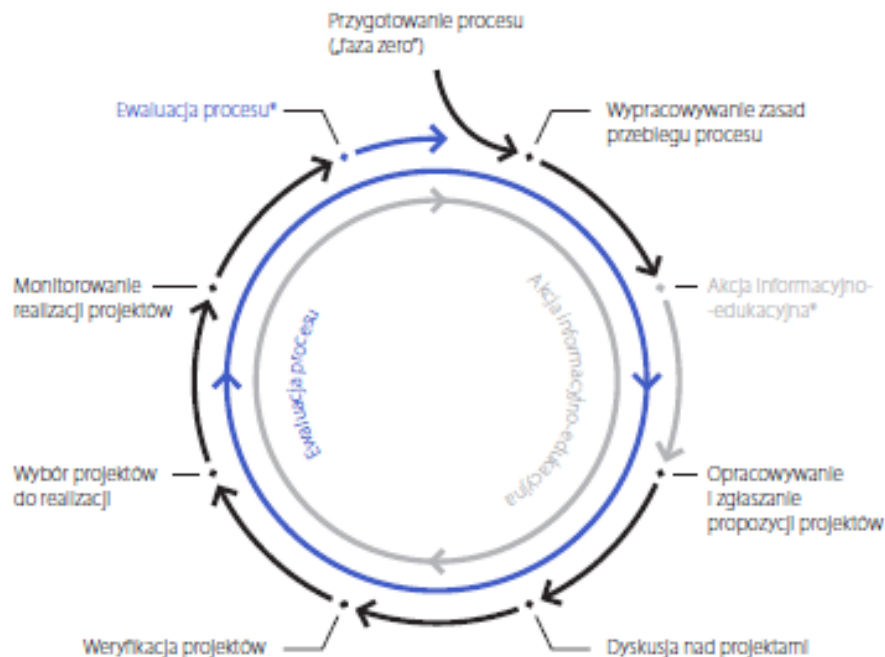 Przygotowanie procesu
(„faza zero”)
Ewaluacja procesu*
Wypracowywanie zasad
przebiegu procesu
Monitorowanie
realizacji projektów
Akcja informacyjno-
-edukacyjna*
Ewaluacja procesu
Akcja informacyjno-edukacyjna
Wybór projektów
do realizacji
Opracowywanie
i zgłaszanie
propozycji projektów
Weryfikacja projektów
Dyskusja nad projektami